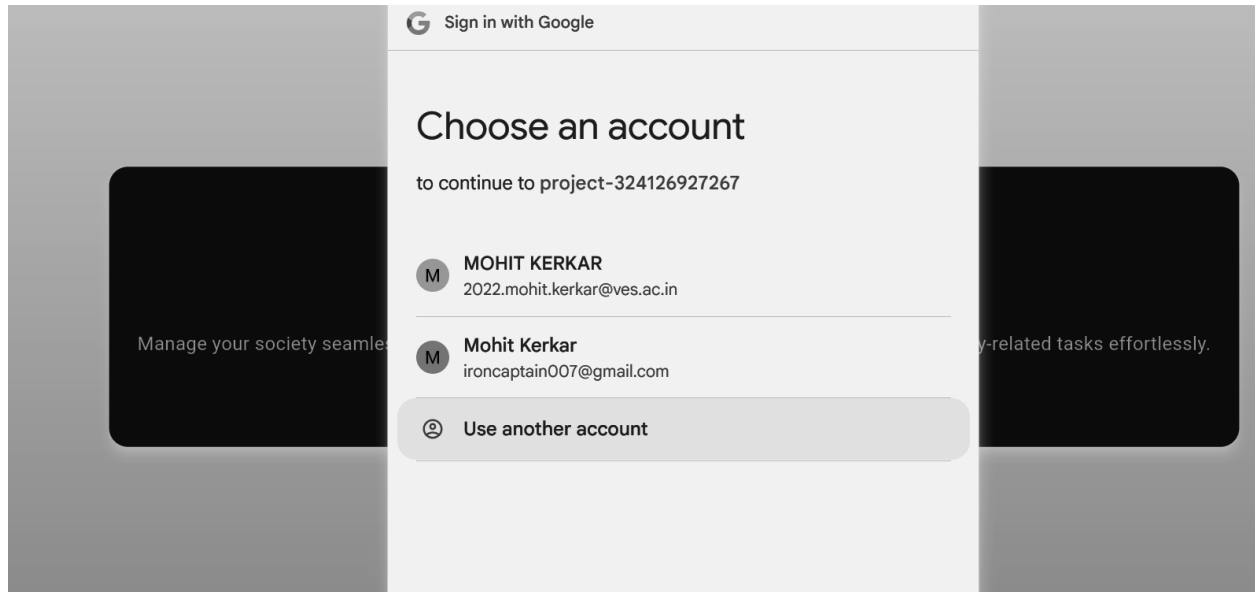 Sign in with Google
Choose an account
to continue to project-324126927267
M
MOHIT KERKAR
2022.mohit.kerkar@ves.ac.in
M
Mohit Kerkar
ironcaptain007@gmail.com
Use another account
Manage your society seamles
y-related tasks effortlessly.